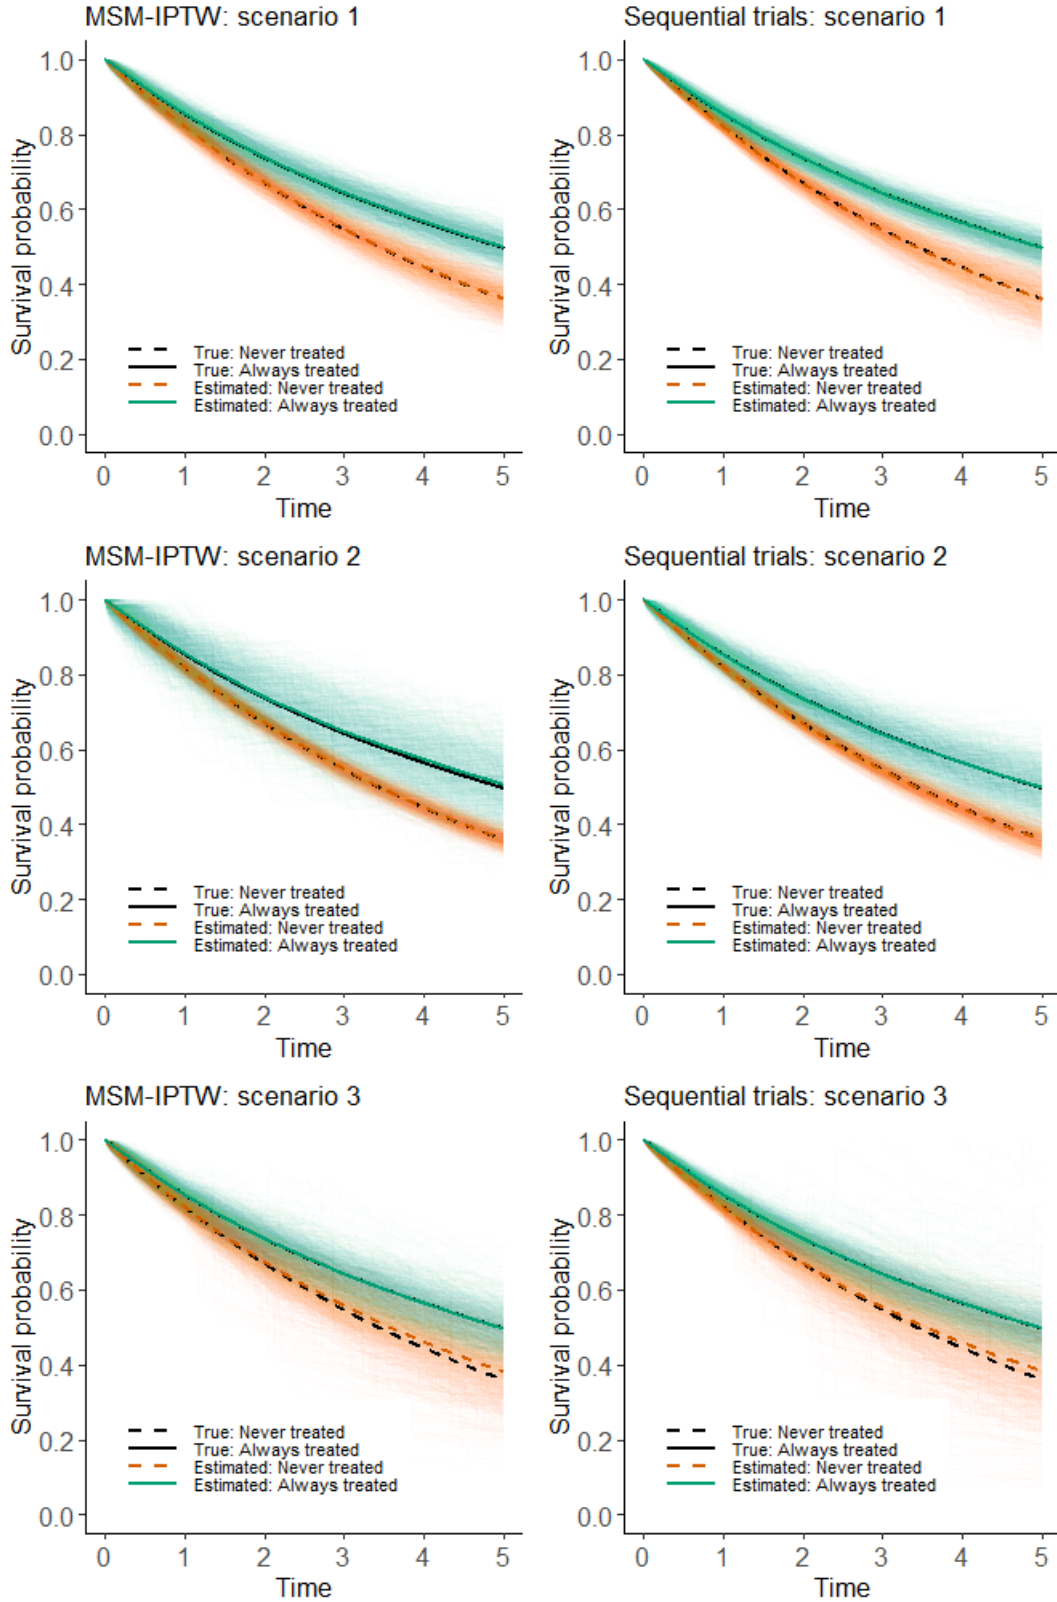 MSM-IPTW: scenario 1
Survival probability
1.0
0.8
0.6
0.4
0.2
0.0
True: Never treated
True: Always treated
Estimated: Never treated
Estimated: Always treated
0 1 2 3 4 5
Time
Sequential trials: scenario 1
Survival probability
1.0
0.8
0.6
0.4
0.2
0.0
True: Never treated
True: Always treated
Estimated: Never treated
Estimated: Always treated
0 1 2 3 4 5
Time
MSM-IPTW: scenario 2
Survival probability
1.0
0.8
0.6
0.4
0.2
0.0
True: Never treated
True: Always treated
Estimated: Never treated
Estimated: Always treated
0 1 2 3 4 5
Time
Sequential trials: scenario 2
Survival probability
1.0
0.8
0.6
0.4
0.2
0.0
True: Never treated
True: Always treated
Estimated: Never treated
Estimated: Always treated
0 1 2 3 4 5
Time
MSM-IPTW: scenario 3
Survival probability
1.0
0.8
0.6
0.4
0.2
0.0
True: Never treated
True: Always treated
Estimated: Never treated
Estimated: Always treated
0 1 2 3 4 5
Time
Sequential trials: scenario 3
Survival probability
1.0
0.8
0.6
0.4
0.2
0.0
True: Never treated
True: Always treated
Estimated: Never treated
Estimated: Always treated
0 1 2 3 4 5
Time